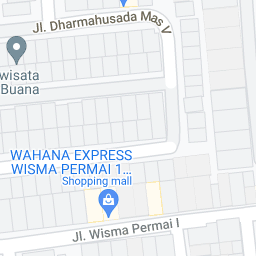 Jl. Dharmahusada Mas V
wisata
Buana
WAHANA EXPRESS
WISMA PERMAI 1...
Shopping mall
Jl. Wisma Permai I